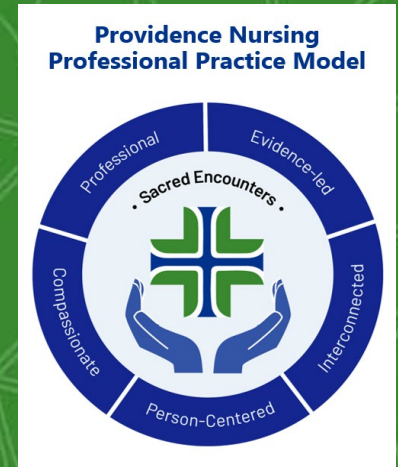 Providence Nursing
Professional Practice Model
Professional
Evidence-led
• Sacred Encounters •
Compassionate
Interconnected
Person-Centered